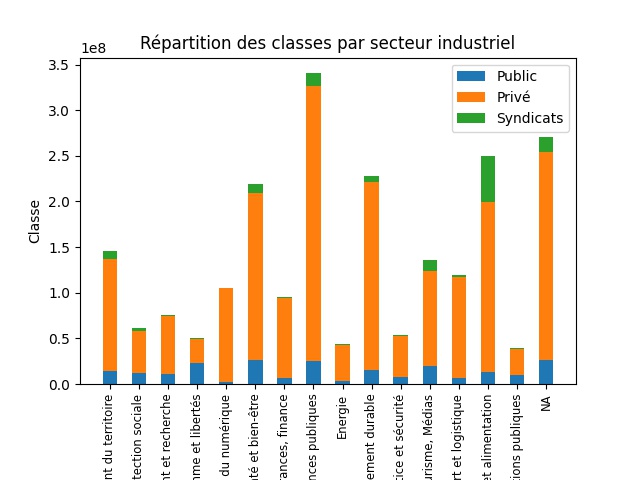 Répartition des classes par secteur industriel
1e8
3.5
3.0
2.5
2.0
1.5
1.0
0.5
0.0
Classe
Public
Privé
Syndicats
nt du territoire
tection sociale
nt et recherche
me et libertés
du numérique
té et bien-être
rances, finance
nces publiques
Energie
ement durable
tice et sécurité
urisme, Médias
rt et logistique
et alimentation
tions publiques
NA